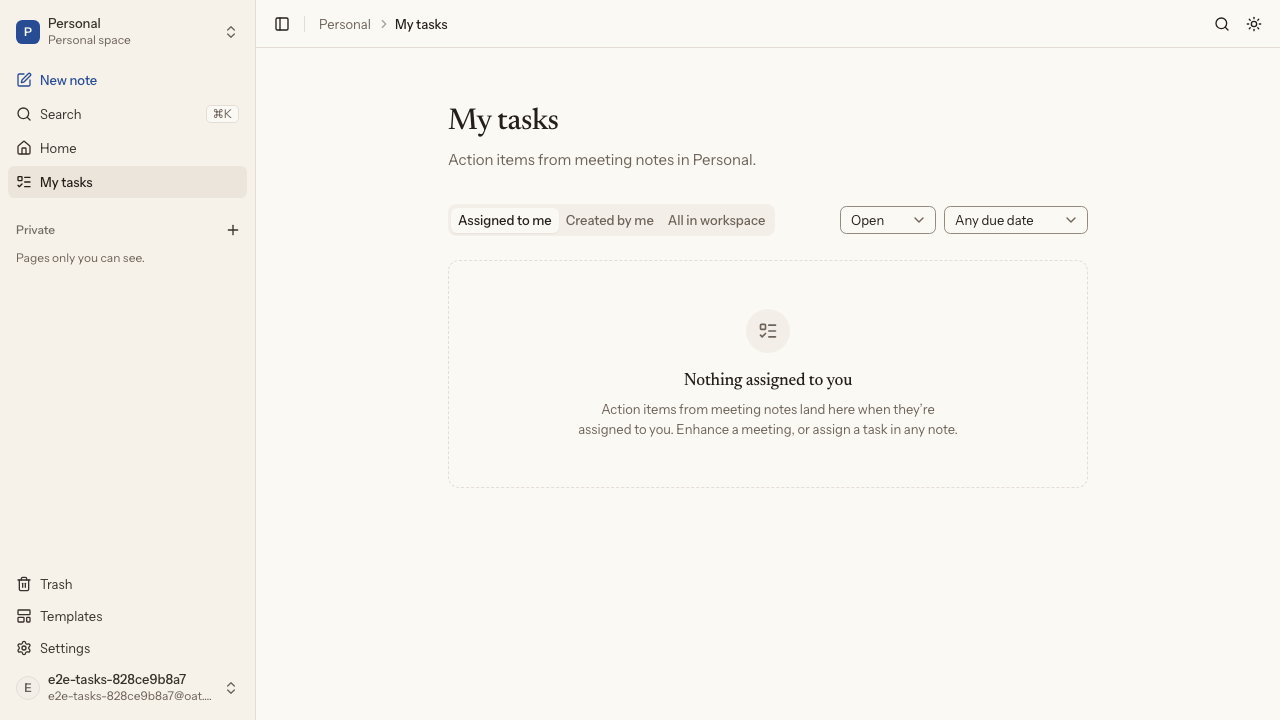 P
Personal
Personal space
New note
Search
⌘K
Home
My tasks
Private
Pages only you can see.
Trash
Templates
Settings
E
e2e-tasks-828ce9b8a7
e2e-tasks-828ce9b8a7@oat.…
Personal
My tasks
My tasks
Action items from meeting notes in Personal.
Assigned to me
Created by me
All in workspace
Open
Any due date
Nothing assigned to you
Action items from meeting notes land here when they’re
assigned to you. Enhance a meeting, or assign a task in any note.